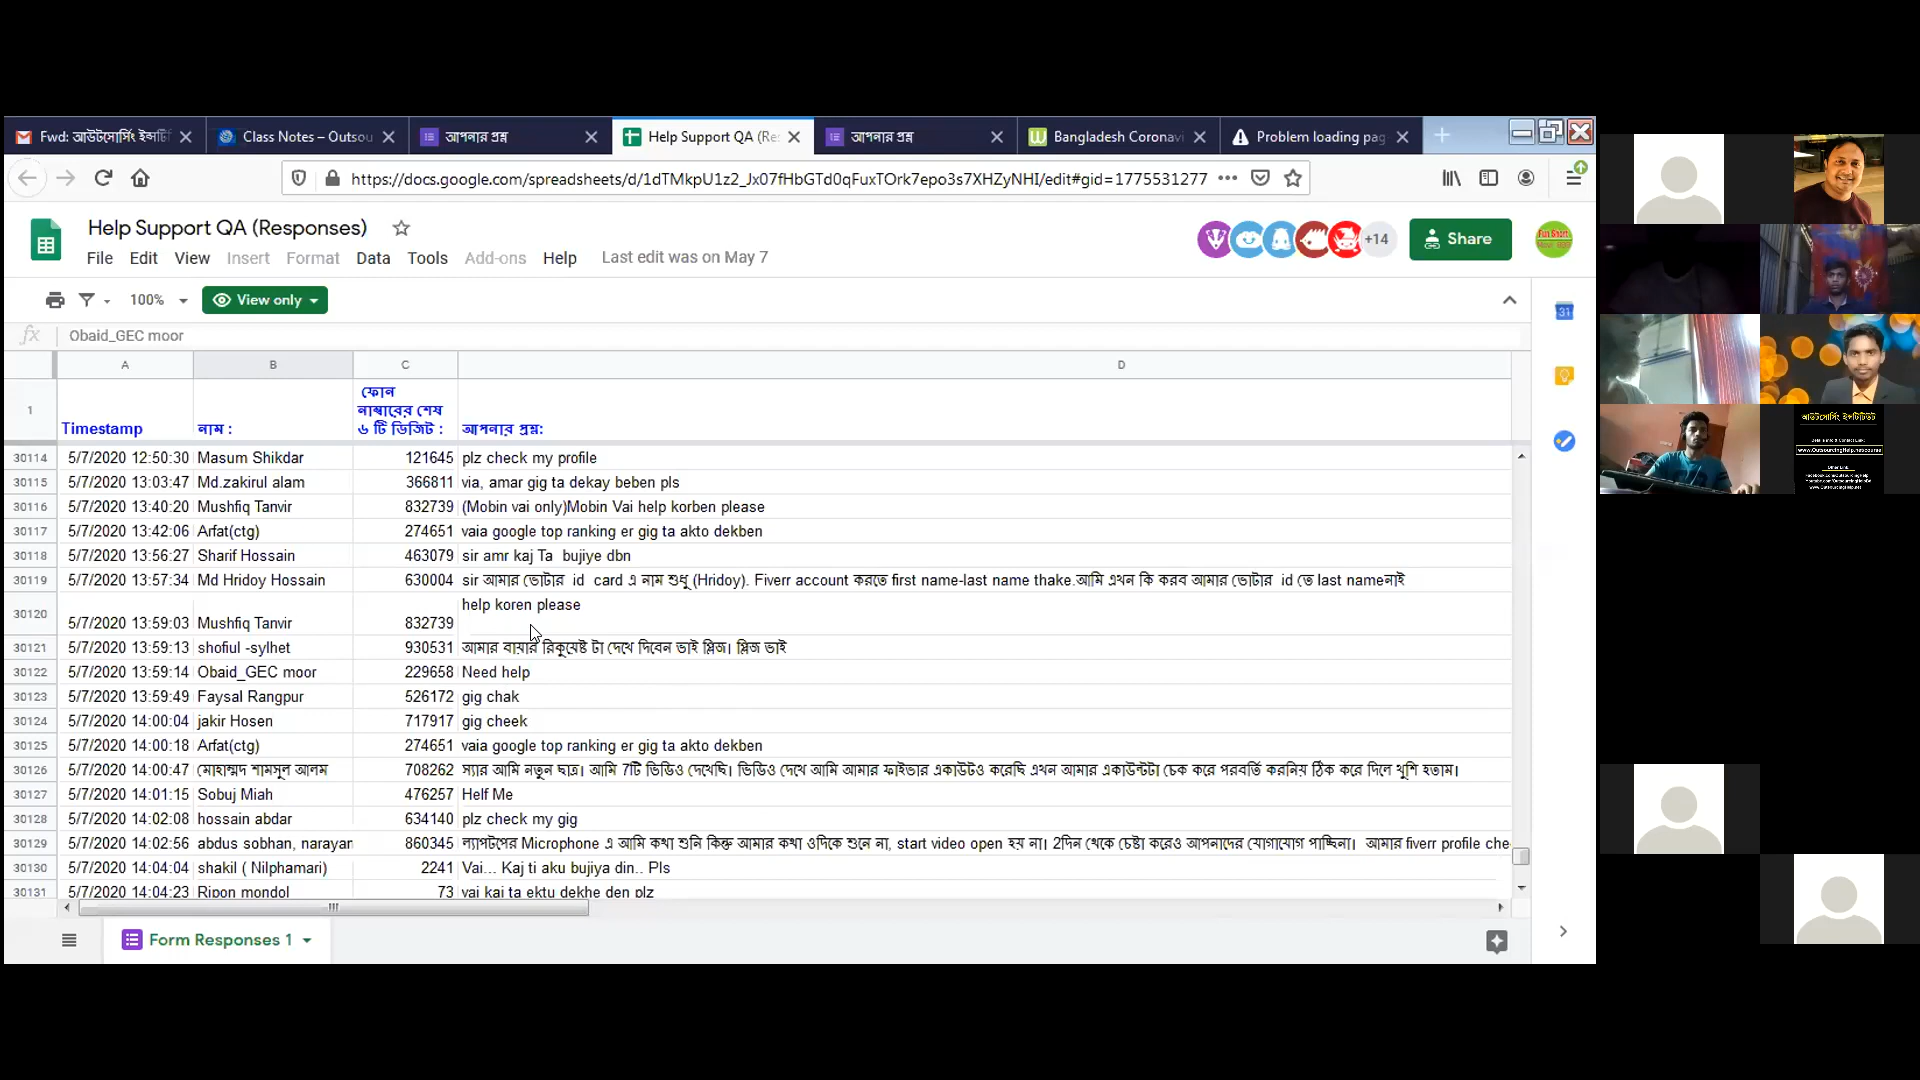 Fwd: আউটসোর্সিং ইন্সটি
Class Notes – Outsou
আপনার প্রশ্ন
Help Support QA (Re
আপনার প্রশ্ন
Bangladesh Coronavi
Problem loading pag
https://docs.google.com/spreadsheets/d/1dTMkpU1z2_Jx07fHbGTd0qFuxTOrk7epo3s7XHZyNHI/edit#gid=1775531277
Help Support QA (Responses)
File Edit View Insert Format Data Tools Add-ons Help Last edit was on May 7
+14
Share
100%
View only
fx Obaid_GEC moor
A B C D
1 Timestamp নাম : ফোন নাম্বারের শেষ ৬ টি ডিজিট : আপনার প্রশ্ন:
30114 5/7/2020 12:50:30 Masum Shikdar 121645 plz check my profile
30115 5/7/2020 13:03:47 Md.zakirul alam 366811 via, amar gig ta dekay beben pls
30116 5/7/2020 13:40:20 Mushfiq Tanvir 832739 (Mobin vai only)Mobin Vai help korben please
30117 5/7/2020 13:42:06 Arfat(ctg) 274651 vaia google top ranking er gig ta akto dekben
30118 5/7/2020 13:56:27 Sharif Hossain 463079 sir amr kaj Ta bujiye dbn
30119 5/7/2020 13:57:34 Md Hridoy Hossain 630004 sir আমার ভোটার id card এ নাম শুধু (Hridoy). Fiverr account করতে first name-last name thake.আমি এখন কি করব আমার ভোটার id তে last nameনাই
30120 5/7/2020 13:59:03 Mushfiq Tanvir 832739 help koren please
30121 5/7/2020 13:59:13 shofiul -sylhet 930531 আমার বায়ার রিকুয়েষ্ট টা দেখে দিবেন ভাই প্লিজ। প্লিজ ভাই
30122 5/7/2020 13:59:14 Obaid_GEC moor 229658 Need help
30123 5/7/2020 13:59:49 Faysal Rangpur 526172 gig chak
30124 5/7/2020 14:00:04 jakir Hosen 717917 gig cheek
30125 5/7/2020 14:00:18 Arfat(ctg) 274651 vaia google top ranking er gig ta akto dekben
30126 5/7/2020 14:00:47 মোহাম্মদ শামসুল আলম 708262 স্যার আমি নতুন ছাত্র। আমি 7টি ভিডিও দেখেছি। ভিডিও দেখে আমি আমার ফাইভার একাউটও করেছি এখন আমার একাউন্টটা চেক করে পরবর্তি করনিয় ঠিক করে দিলে খুশি হতাম।
30127 5/7/2020 14:01:15 Sobuj Miah 476257 Helf Me
30128 5/7/2020 14:02:08 hossain abdar 634140 plz check my gig
30129 5/7/2020 14:02:56 abdus sobhan, narayan 860345 ল্যাপটপের Microphone এ আমি কথা শুনি কিন্তু আমার কথা ওদিকে শুনে না, start video open হয় না। 2দিন থেকে চেষ্টা করেও আপনাদের যোগাযোগ পাচ্ছিনা। আমার fiverr profile che
30130 5/7/2020 14:04:04 shakil ( Nilphamari) 2241 Vai... Kaj ti aku bujiya din.. Pls
30131 5/7/2020 14:04:23 Ripon mondol 73 vai kai ta ektu dekhe den plz
Form Responses 1
31
আউটসোর্সিং ইন্সটিটিউট